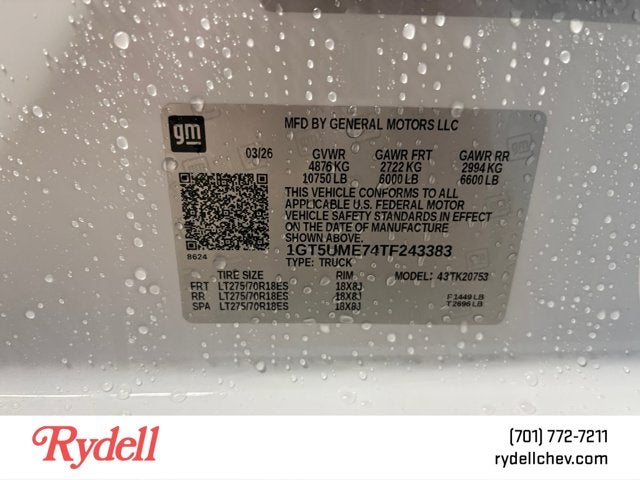 gm
MFD BY GENERAL MOTORS LLC
03/26 GVWR GAWR FRT GAWR RR
4876 KG 2722 KG 2994 KG
10750 LB 6000 LB 6600 LB
THIS VEHICLE CONFORMS TO ALL
APPLICABLE U.S. FEDERAL MOTOR
VEHICLE SAFETY STANDARDS IN EFFECT
ON THE DATE OF MANUFACTURE
SHOWN ABOVE.
8624
1GT5UME74TF243383
TYPE: TRUCK
TIRE SIZE RIM MODEL: 43TK20753
FRT LT275/70R18ES 18X8J F 1449 LB
RR LT275/70R18ES 18X8J T 2696 LB
SPA LT275/70R18ES 18X8J
Rydell
(701) 772-7211
rydellchev.com